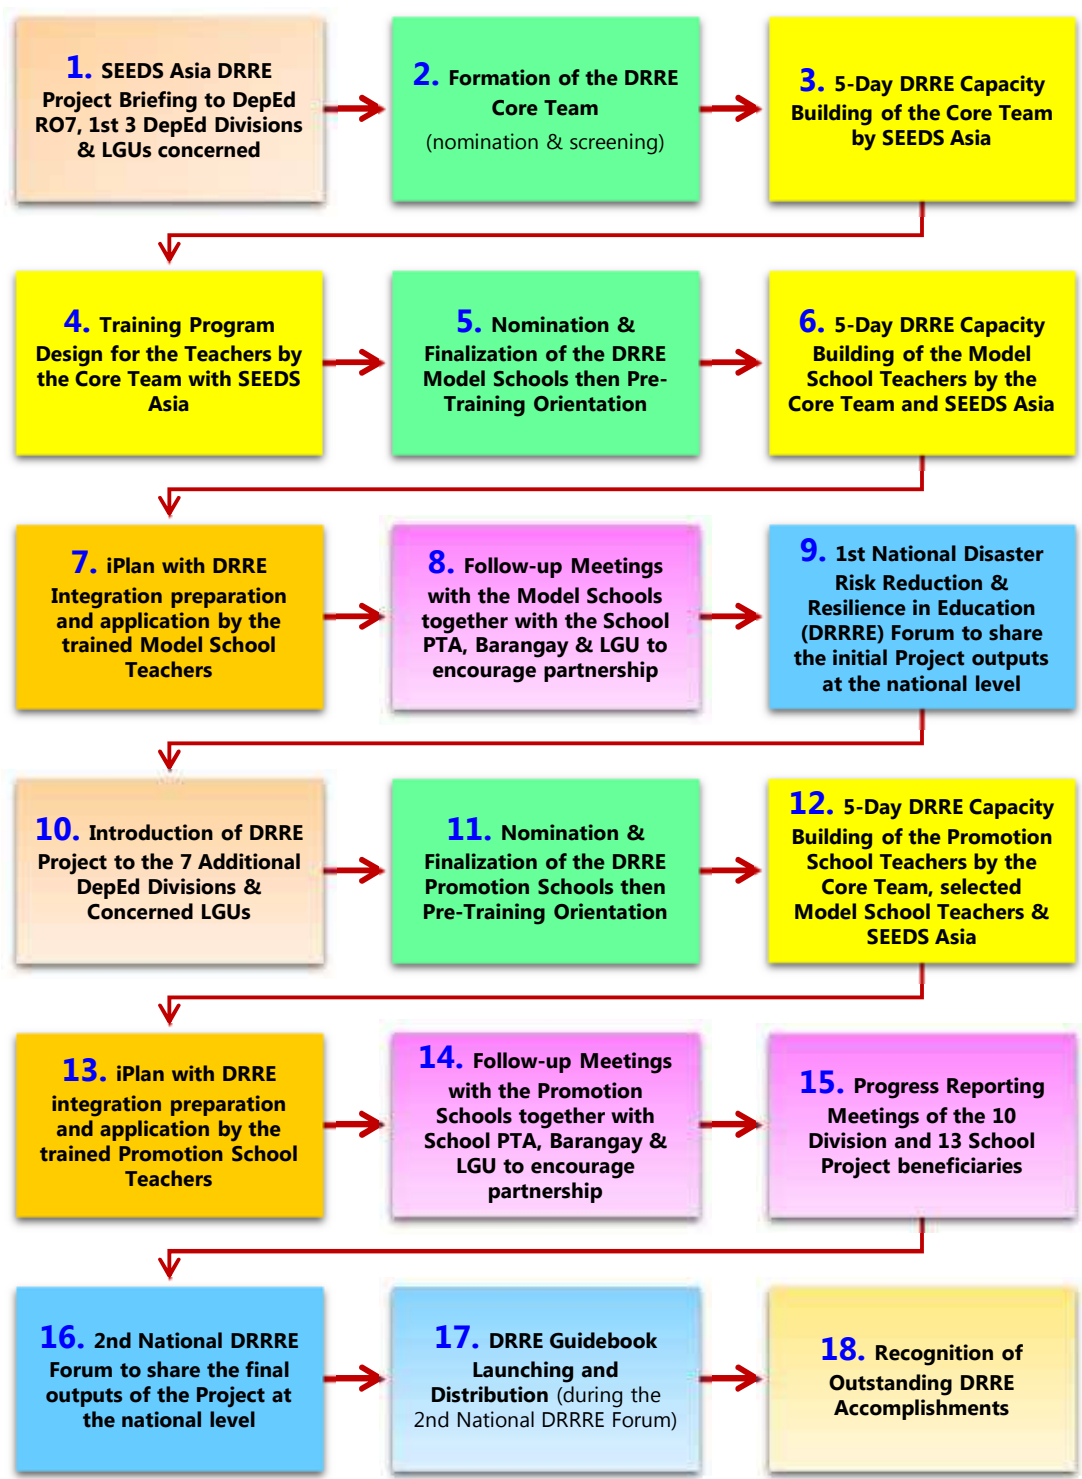 1. SEEDS Asia DRRE
Project Briefing to DepEd
RO7, 1st 3 DepEd Divisions
& LGUs concerned
2. Formation of the DRRE
Core Team
(nomination & screening)
3. 5-Day DRRE Capacity
Building of the Core Team
by SEEDS Asia
4. Training Program
Design for the Teachers by
the Core Team with SEEDS
Asia
5. Nomination &
Finalization of the DRRE
Model Schools then Pre-
Training Orientation
6. 5-Day DRRE Capacity
Building of the Model
School Teachers by the
Core Team and SEEDS Asia
7. iPlan with DRRE
Integration preparation
and application by the
trained Model School
Teachers
8. Follow-up Meetings
with the Model Schools
together with the School
PTA, Barangay & LGU to
encourage partnership
9. 1st National Disaster
Risk Reduction &
Resilience in Education
(DRRRE) Forum to share
the initial Project outputs
at the national level
10. Introduction of DRRE
Project to the 7 Additional
DepEd Divisions &
Concerned LGUs
11. Nomination &
Finalization of the DRRE
Promotion Schools then
Pre-Training Orientation
12. 5-Day DRRE Capacity
Building of the Promotion
School Teachers by the
Core Team, selected
Model School Teachers &
SEEDS Asia
13. iPlan with DRRE
integration preparation
and application by the
trained Promotion School
Teachers
14. Follow-up Meetings
with the Promotion
Schools together with
School PTA, Barangay &
LGU to encourage
partnership
15. Progress Reporting
Meetings of the 10
Division and 13 School
Project beneficiaries
16. 2nd National DRRRE
Forum to share the final
outputs of the Project at
the national level
17. DRRE Guidebook
Launching and
Distribution (during the
2nd National DRRRE Forum)
18. Recognition of
Outstanding DRRE
Accomplishments